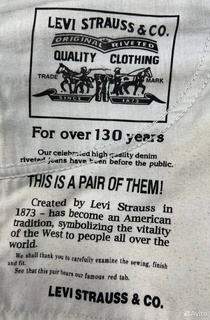 LEVI STRAUSS & CO.
ORIGINAL RIVETED
QUALITY CLOTHING
TRADE MARK
SINCE 1873
For over 130 years
Our celebrated high quality denim
riveted jeans have been before the public.
THIS IS A PAIR OF THEM!
Created by Levi Strauss in
1873 - has become an American
tradition, symbolizing the vitality
of the West to people all over the
world.
We shall thank you to carefully examine the sewing, finish
and fit.
See that this pair bears our famous red tab.
LEVI STRAUSS & CO.
Avito